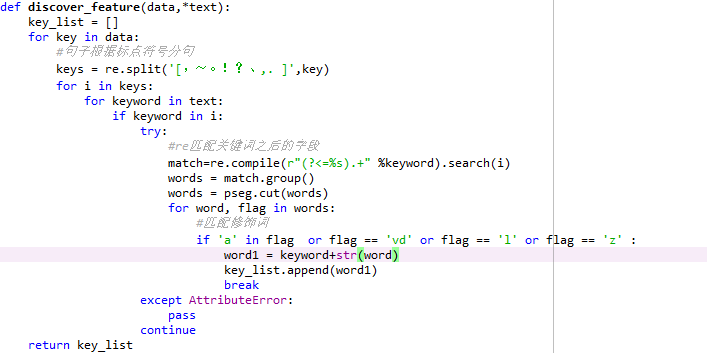 def discover_feature(data,*text):
    key_list = []
    for key in data:
        #句子根据标点符号分句
        keys = re.split('[，～。！？、,. ]',key)
        for i in keys:
            for keyword in text:
                if keyword in i:
                    try:
                        #re匹配关键词之后的字段
                        match=re.compile(r"(?<=%s).+" %keyword).search(i)
                        words = match.group()
                        words = pseg.cut(words)
                        for word, flag in words:
                            #匹配修饰词
                            if 'a' in flag  or flag == 'vd' or flag == 'l' or flag == 'z' :
                                word1 = keyword+str(word)
                                key_list.append(word1)
                                break
                    except AttributeError:
                        pass
                    continue
    return key_list